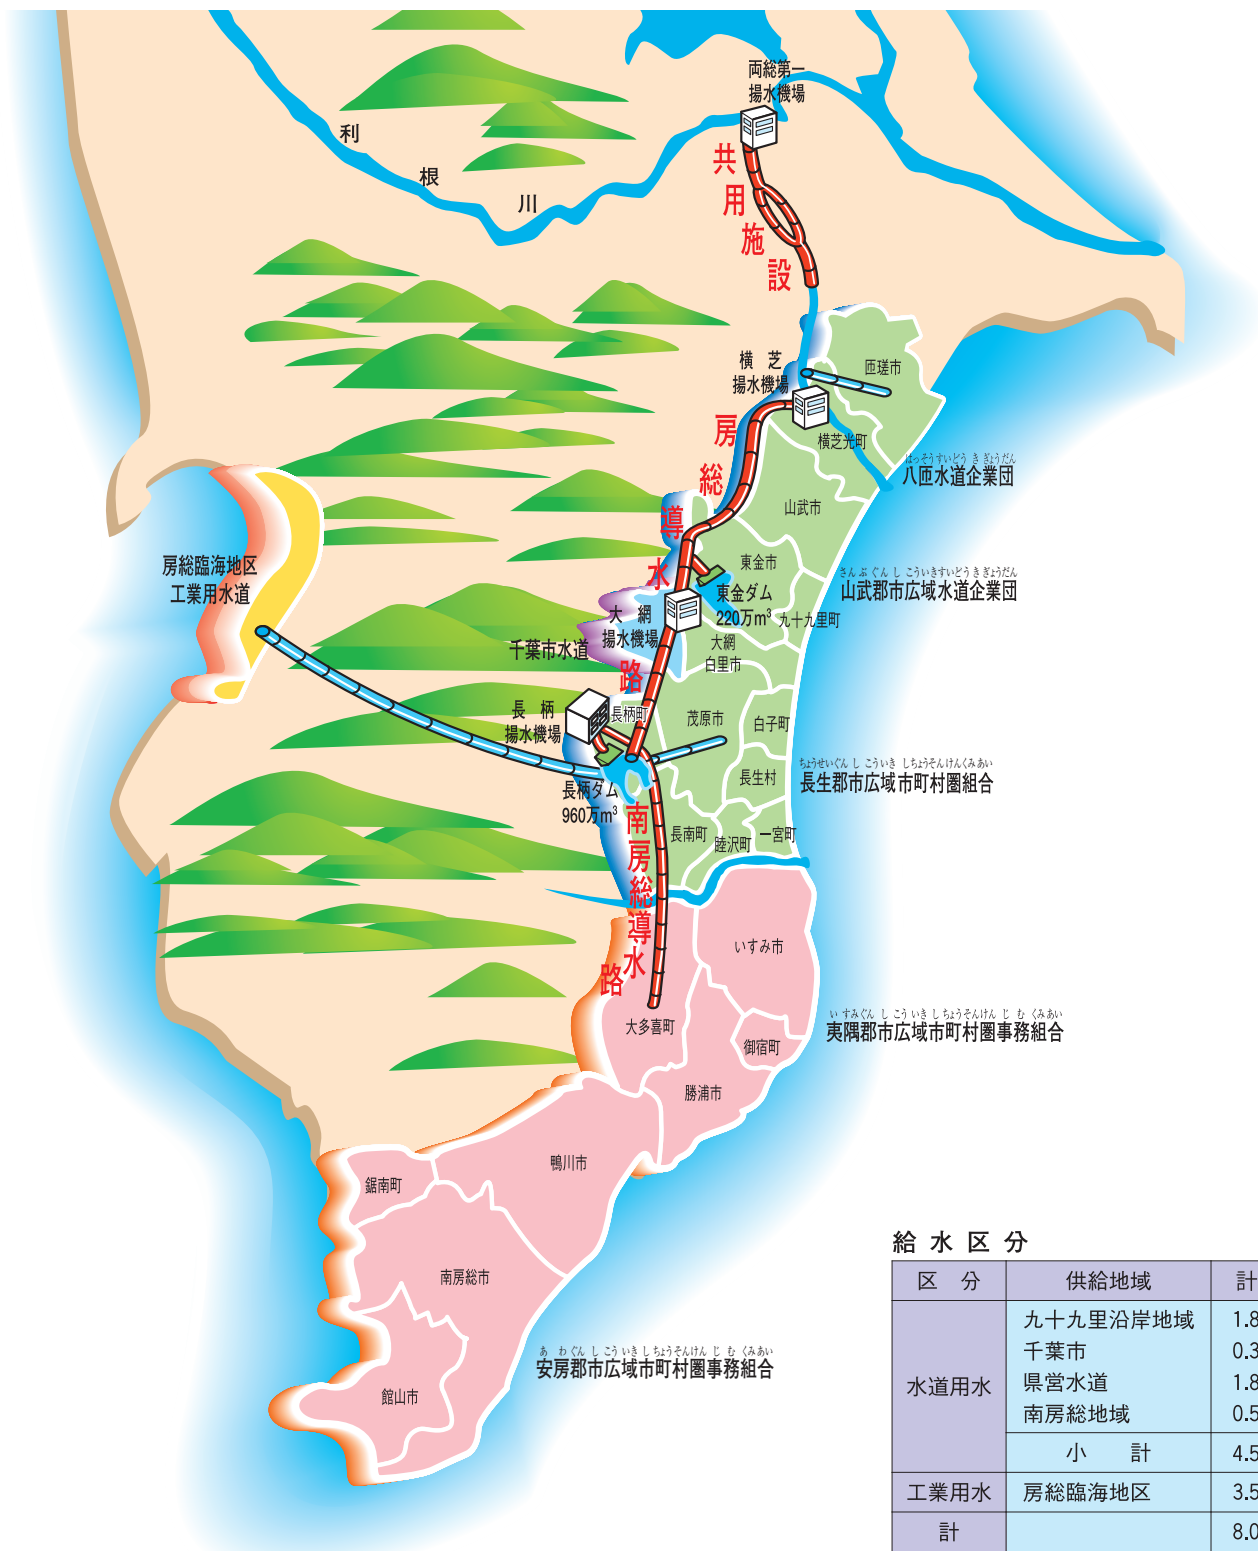 両総第一
揚水機場
利根川
共用施設
横芝
揚水機場
匝瑳市
横芝光町
はっそうすいどうきぎょうだん
八匝水道企業団
房総導水路
山武市
東金市
さんぶぐんしこういきすいどうきぎょうだん
山武郡市広域水道企業団
房総臨海地区
工業用水道
東金ダム
220万m³
九十九里町
大網
揚水機場
千葉市水道
大網
白里市
長柄
揚水機場
長柄町
茂原市
白子町
ちょうせいぐんしこういきしちょうそんけんくみあい
長生郡市広域市町村圏組合
長生村
長柄ダム
960万m³
南房総導水路
長南町
睦沢町
一宮町
いすみ市
いすみぐんしこういきしちょうそんけんじむくみあい
夷隅郡市広域市町村圏事務組合
大多喜町
御宿町
勝浦市
鴨川市
鋸南町
南房総市
あわぐんしこういきしちょうそんけんじむくみあい
安房郡市広域市町村圏事務組合
館山市
給水区分
区分 供給地域 計
水道用水 九十九里沿岸地域 1.8
千葉市 0.3
県営水道 1.8
南房総地域 0.5
小計 4.5
工業用水 房総臨海地区 3.5
計 8.0